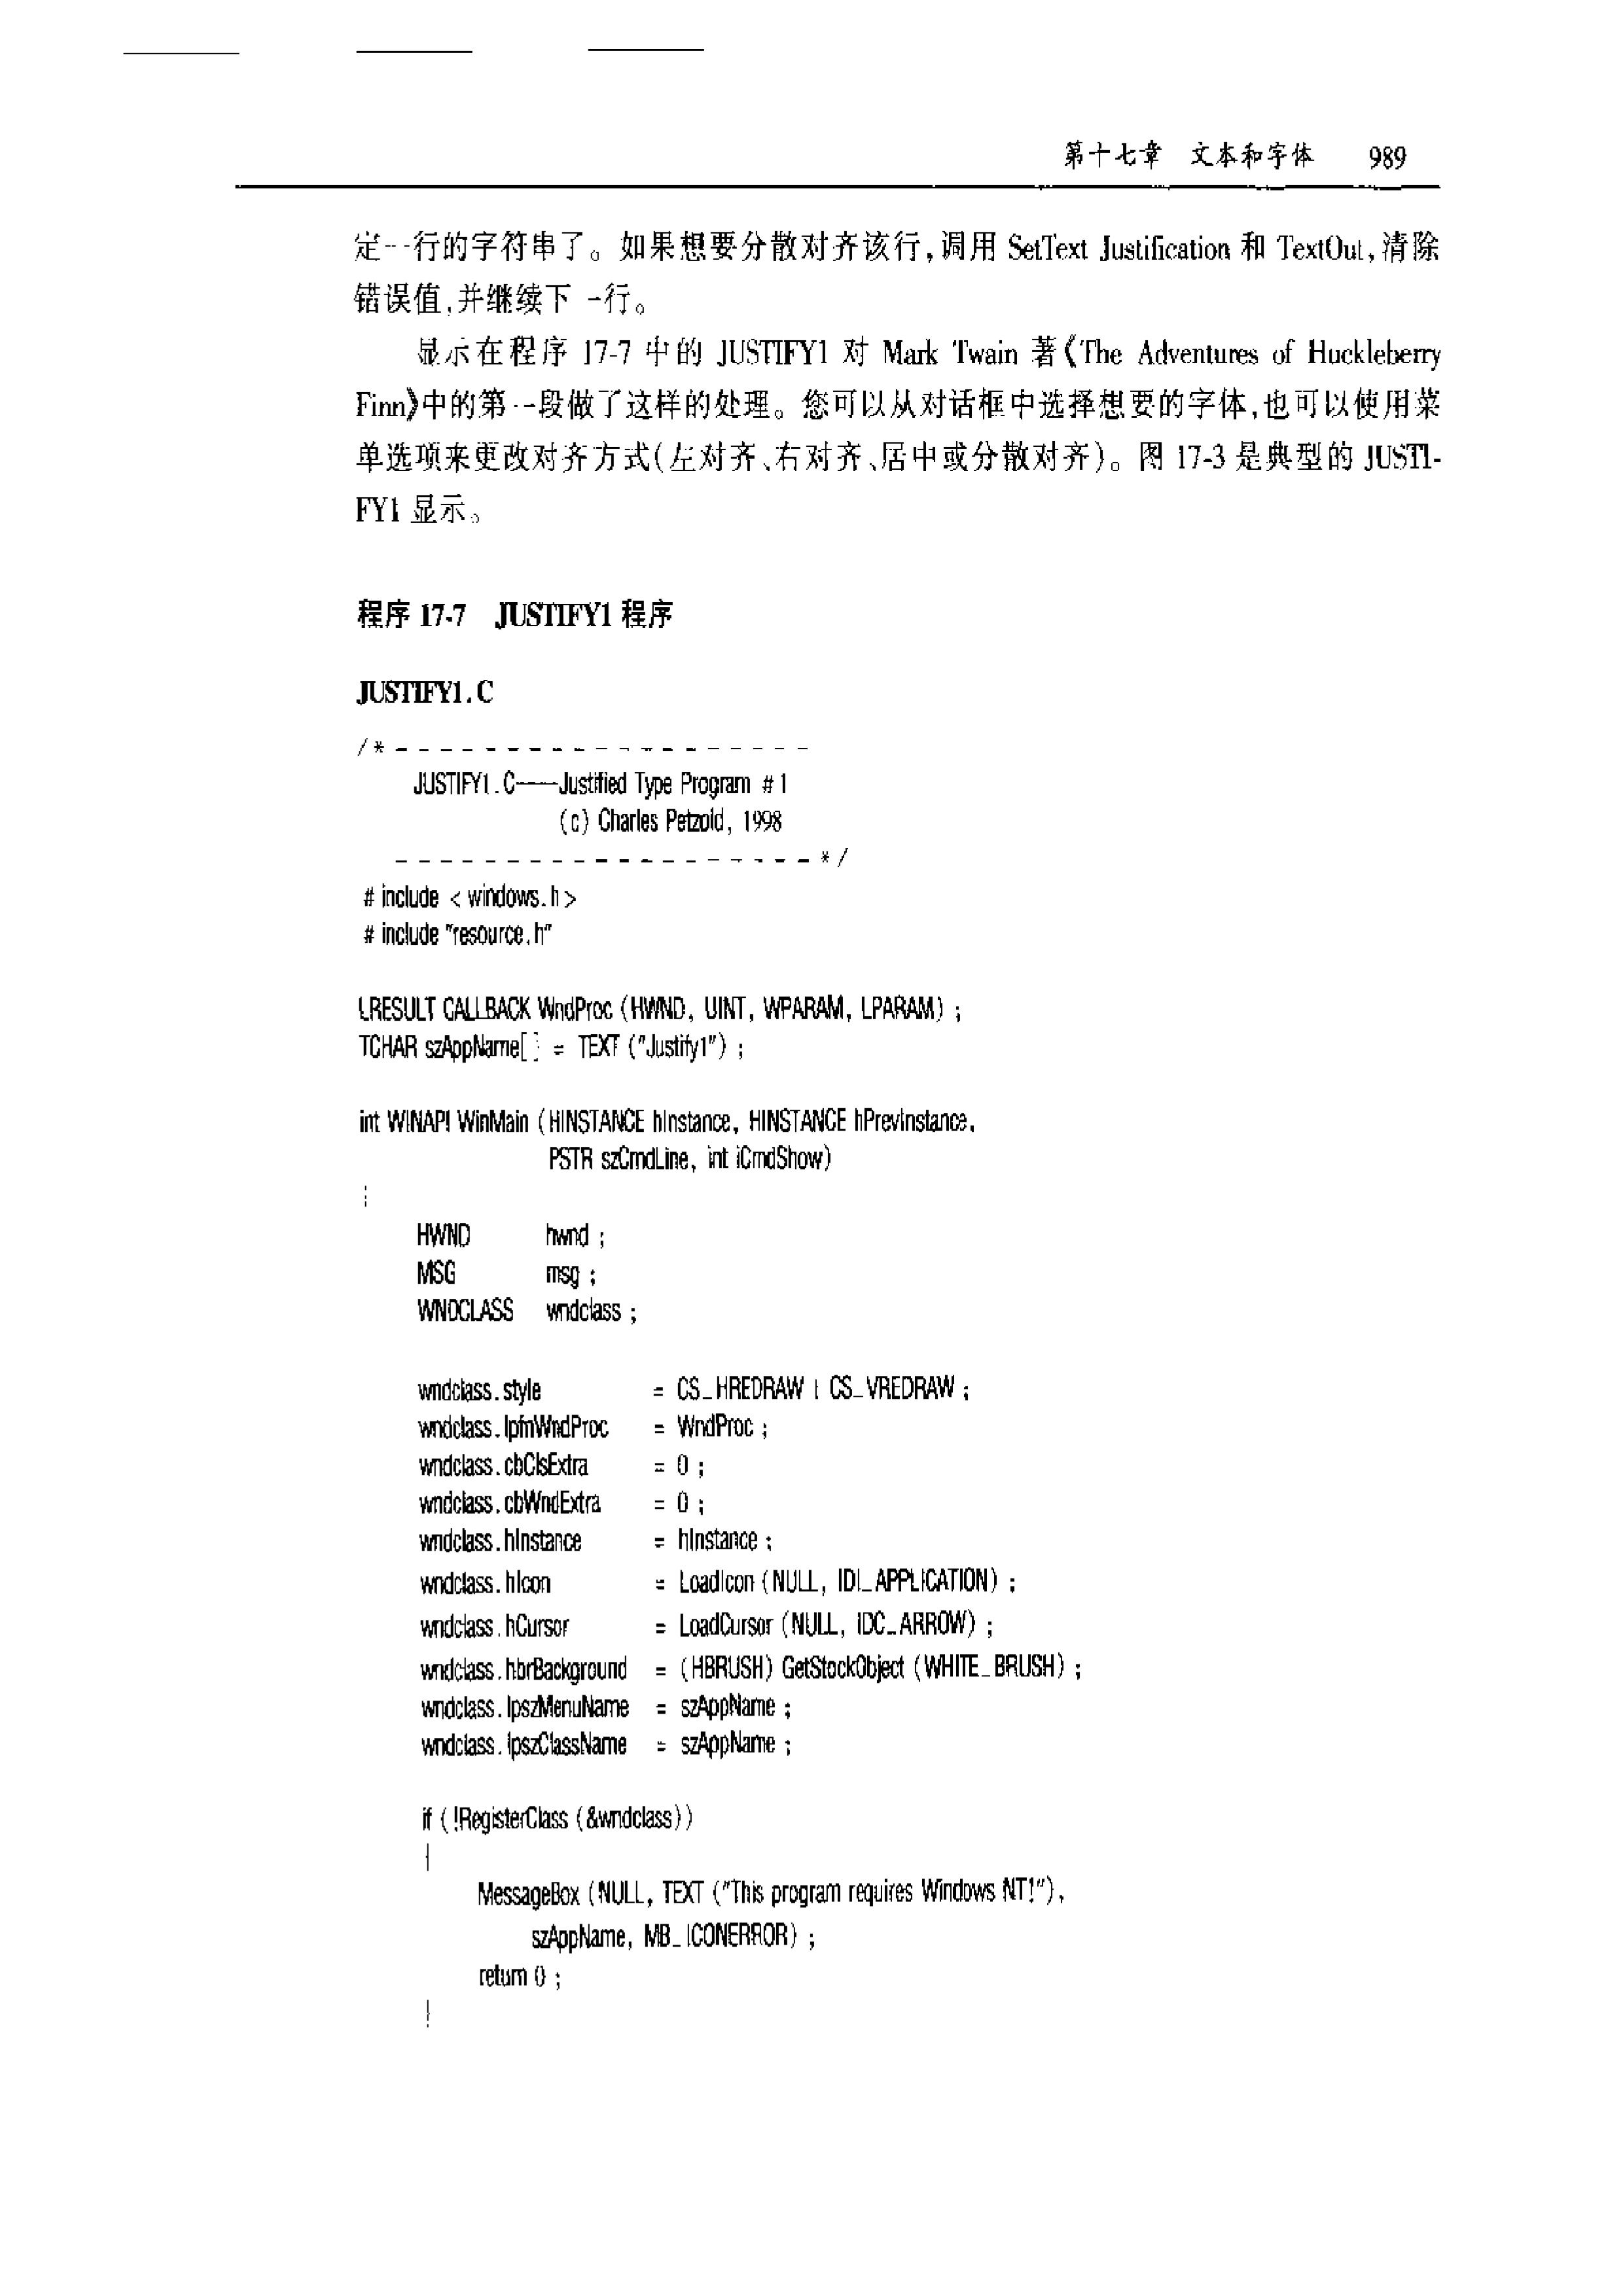 第十七章 文本和字体 989
定一行的字符串了。如果想要分散对齐该行,调用 SetText Justification 和 TextOut,清除
错误值,并继续下一行。
显示在程序 17-7 中的 JUSTIFY1 对 Mark Twain 著《The Adventures of Huckleberry
Finn》中的第一段做了这样的处理。您可以从对话框中选择想要的字体,也可以使用菜
单选项来更改对齐方式(左对齐、右对齐、居中或分散对齐)。图 17-3 是典型的 JUSTI-
FY1 显示。
程序 17-7 JUSTIFY1 程序
JUSTIFY1.C
/* - - - - - - - - - - - - - - - - - - -
JUSTIFY1.C——Justified Type Program #1
(c) Charles Petzold, 1998
- - - - - - - - - - - - - - - - - - - */
# include <windows.h>
# include "resource.h"
LRESULT CALLBACK WndProc (HWND, UINT, WPARAM, LPARAM) ;
TCHAR szAppName[] = TEXT ("Justify1") ;
int WINAPI WinMain (HINSTANCE hInstance, HINSTANCE hPrevInstance,
PSTR szCmdLine, int iCmdShow)
{
HWND hwnd ;
MSG msg ;
WNDCLASS wndclass ;
wndclass.style = CS_HREDRAW | CS_VREDRAW ;
wndclass.lpfnWndProc = WndProc ;
wndclass.cbClsExtra = 0 ;
wndclass.cbWndExtra = 0 ;
wndclass.hInstance = hInstance ;
wndclass.hIcon = LoadIcon (NULL, IDI_APPLICATION) ;
wndclass.hCursor = LoadCursor (NULL, IDC_ARROW) ;
wndclass.hbrBackground = (HBRUSH) GetStockObject (WHITE_BRUSH) ;
wndclass.lpszMenuName = szAppName ;
wndclass.lpszClassName = szAppName ;
if (!RegisterClass (&wndclass))
{
MessageBox (NULL, TEXT ("This program requires Windows NT!"),
szAppName, MB_ICONERROR) ;
return 0 ;
}